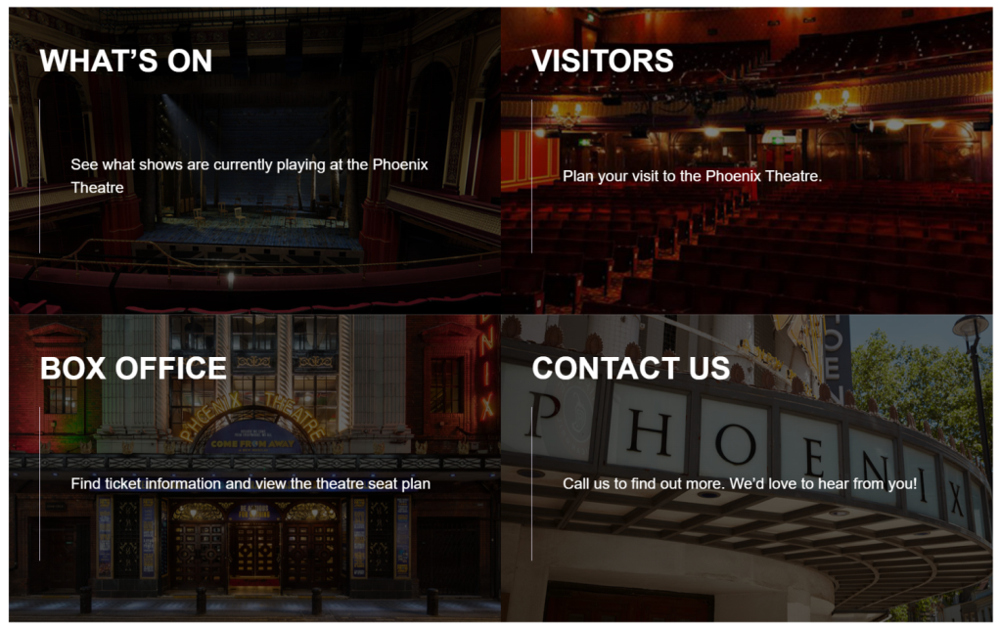 WHAT’S ON
See what shows are currently playing at the Phoenix
Theatre
VISITORS
Plan your visit to the Phoenix Theatre.
BOX OFFICE
NIX
PHOENIX THEATRE
COME FROM AWAY
Find ticket information and view the theatre seat plan
CONTACT US
OE
PHOENIX
Call us to find out more. We’d love to hear from you!